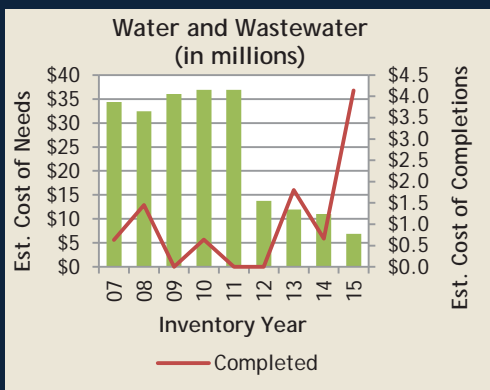 Water and Wastewater
(in millions)
Est. Cost of Needs
$40
$35
$30
$25
$20
$15
$10
$5
$0
$4.5
$4.0
$3.5
$3.0
$2.5
$2.0
$1.5
$1.0
$0.5
$0.0
Est. Cost of Completions
07 08 09 10 11 12 13 14 15
Inventory Year
Completed